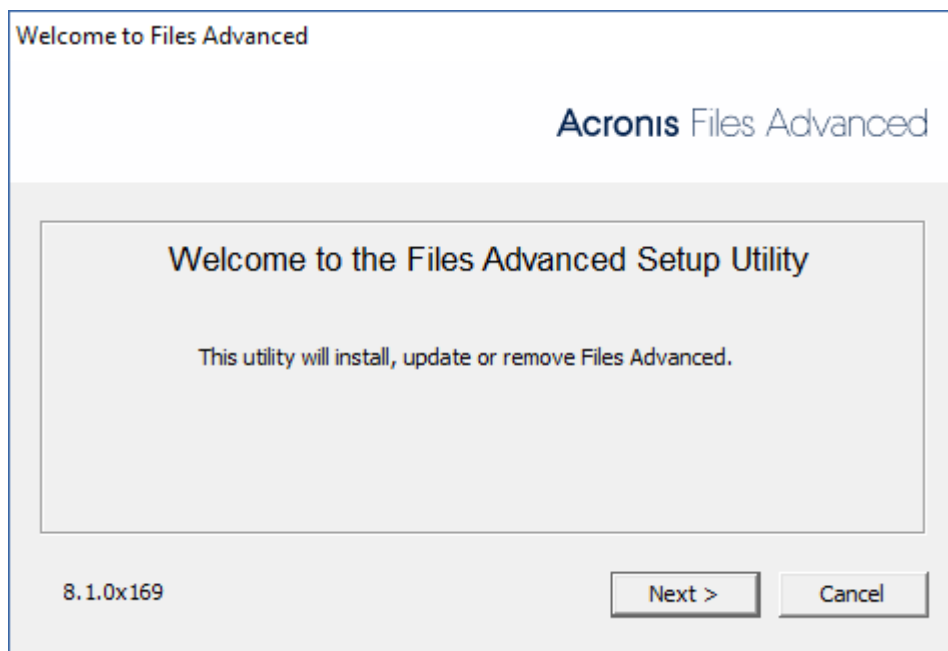 Welcome to Files Advanced
Acronis Files Advanced
Welcome to the Files Advanced Setup Utility
This utility will install, update or remove Files Advanced.
8.1.0x169
Next >
Cancel